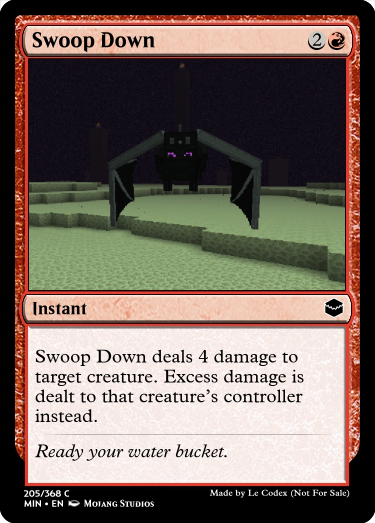 Swoop Down 2
Instant
Swoop Down deals 4 damage to
target creature. Excess damage is
dealt to that creature's controller
instead.
Ready your water bucket.
205/368 C
Made by Le Codex (Not For Sale)
MIN • EN Mojang Studios